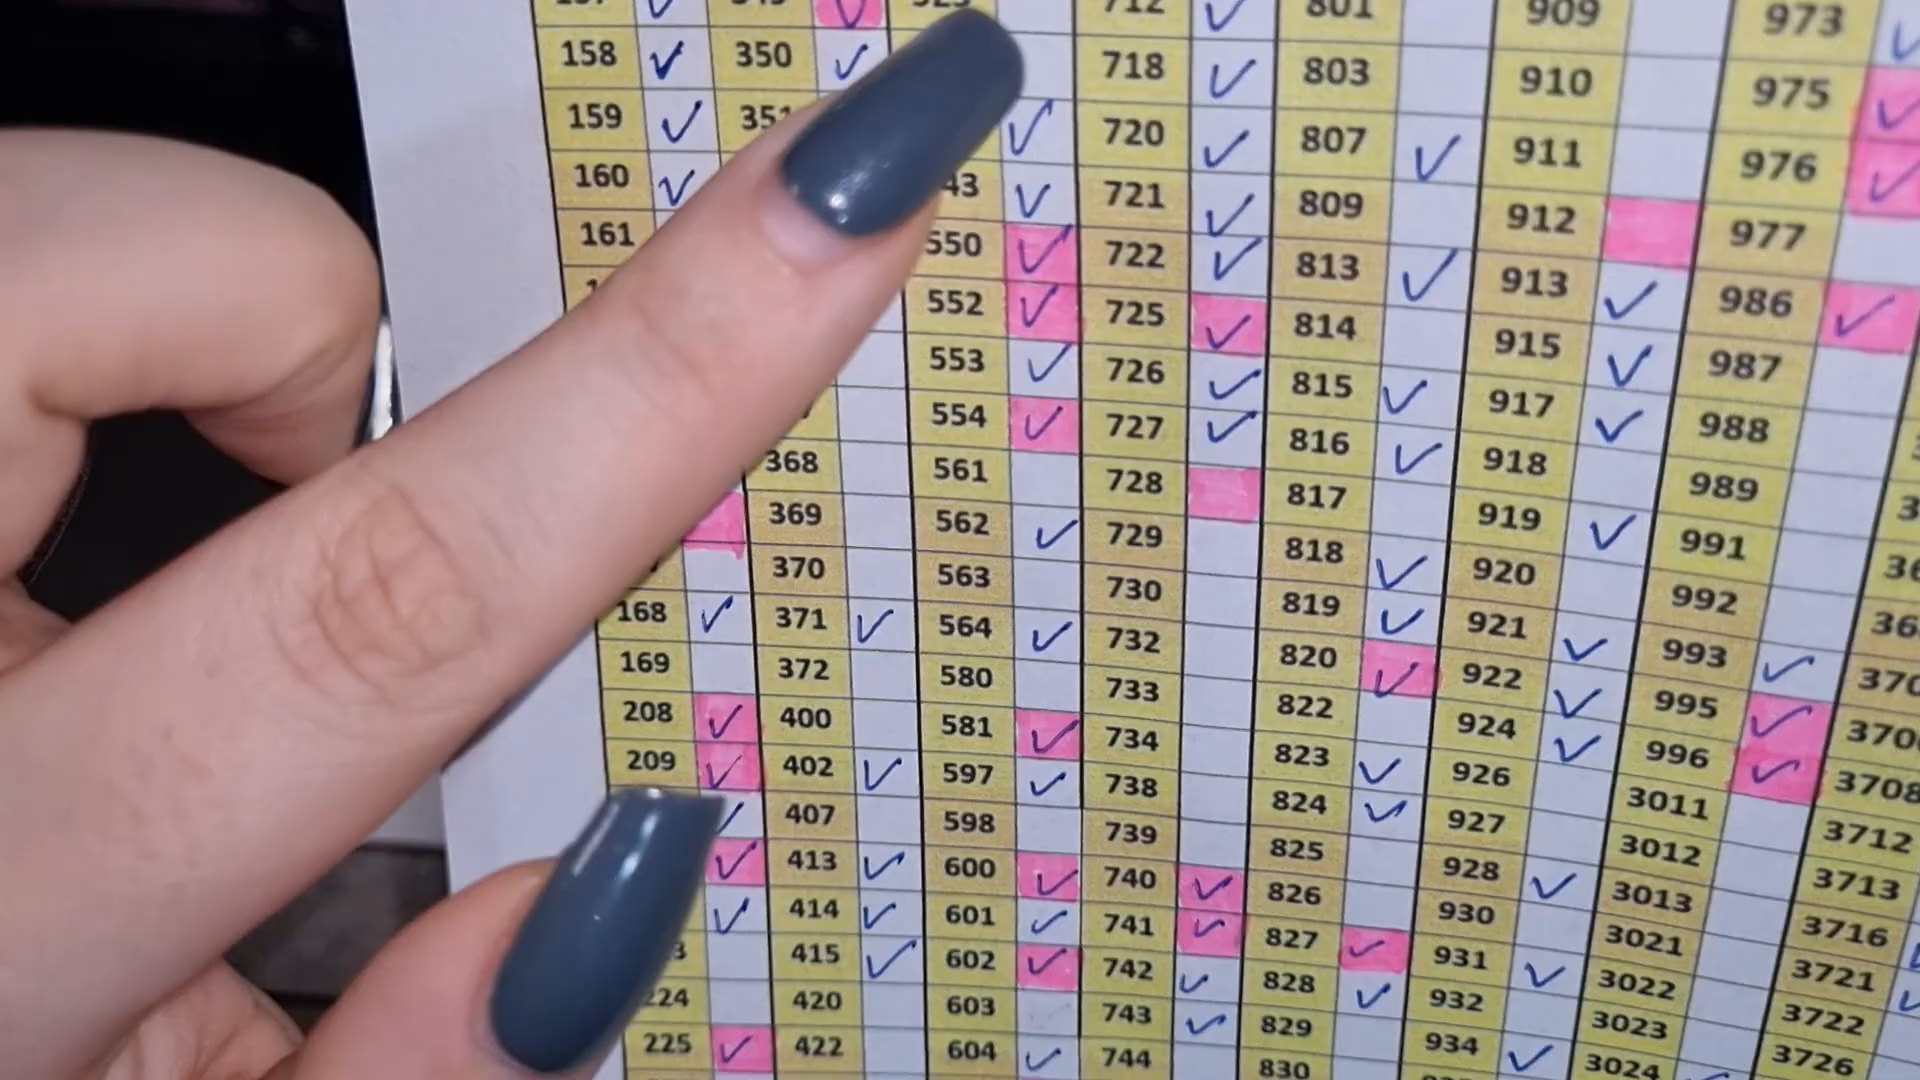 158 ✓ 350 ✓ 718 ✓ 803 910 975 ✓
159 ✓ 720 ✓ 807 ✓ 911 976 ✓
160 ✓ ✓ 721 ✓ 809 912 977
161 550 ✓ 722 ✓ 813 ✓ 913 ✓ 986 ✓
552 ✓ 725 ✓ 814 915 ✓ 987
553 ✓ 726 ✓ 815 ✓ 917 ✓ 988
554 ✓ 727 ✓ 816 ✓ 918 989
368 561 728 817 919 ✓ 991
369 562 ✓ 729 818 ✓ 920 992
370 563 730 819 ✓ 921 ✓ 993 ✓
168 ✓ 371 ✓ 564 ✓ 732 820 ✓ 922 ✓ 995 ✓
169 372 580 733 822 924 ✓ 996 ✓ 3708
208 ✓ 400 581 ✓ 734 823 ✓ 926 3011 3712
209 ✓ 402 ✓ 597 ✓ 738 824 ✓ 927 3012 3713
✓ 407 598 739 825 928 ✓ 3013 3716
✓ 413 ✓ 600 ✓ 740 ✓ 826 930 3021 3721
✓ 414 ✓ 601 ✓ 741 ✓ 827 ✓ 931 ✓ 3022 3722
415 ✓ 602 ✓ 742 ✓ 828 ✓ 932 3023 3726
420 603 743 ✓ 829 934 ✓ 3024
225 ✓ 422 604 ✓ 744 830